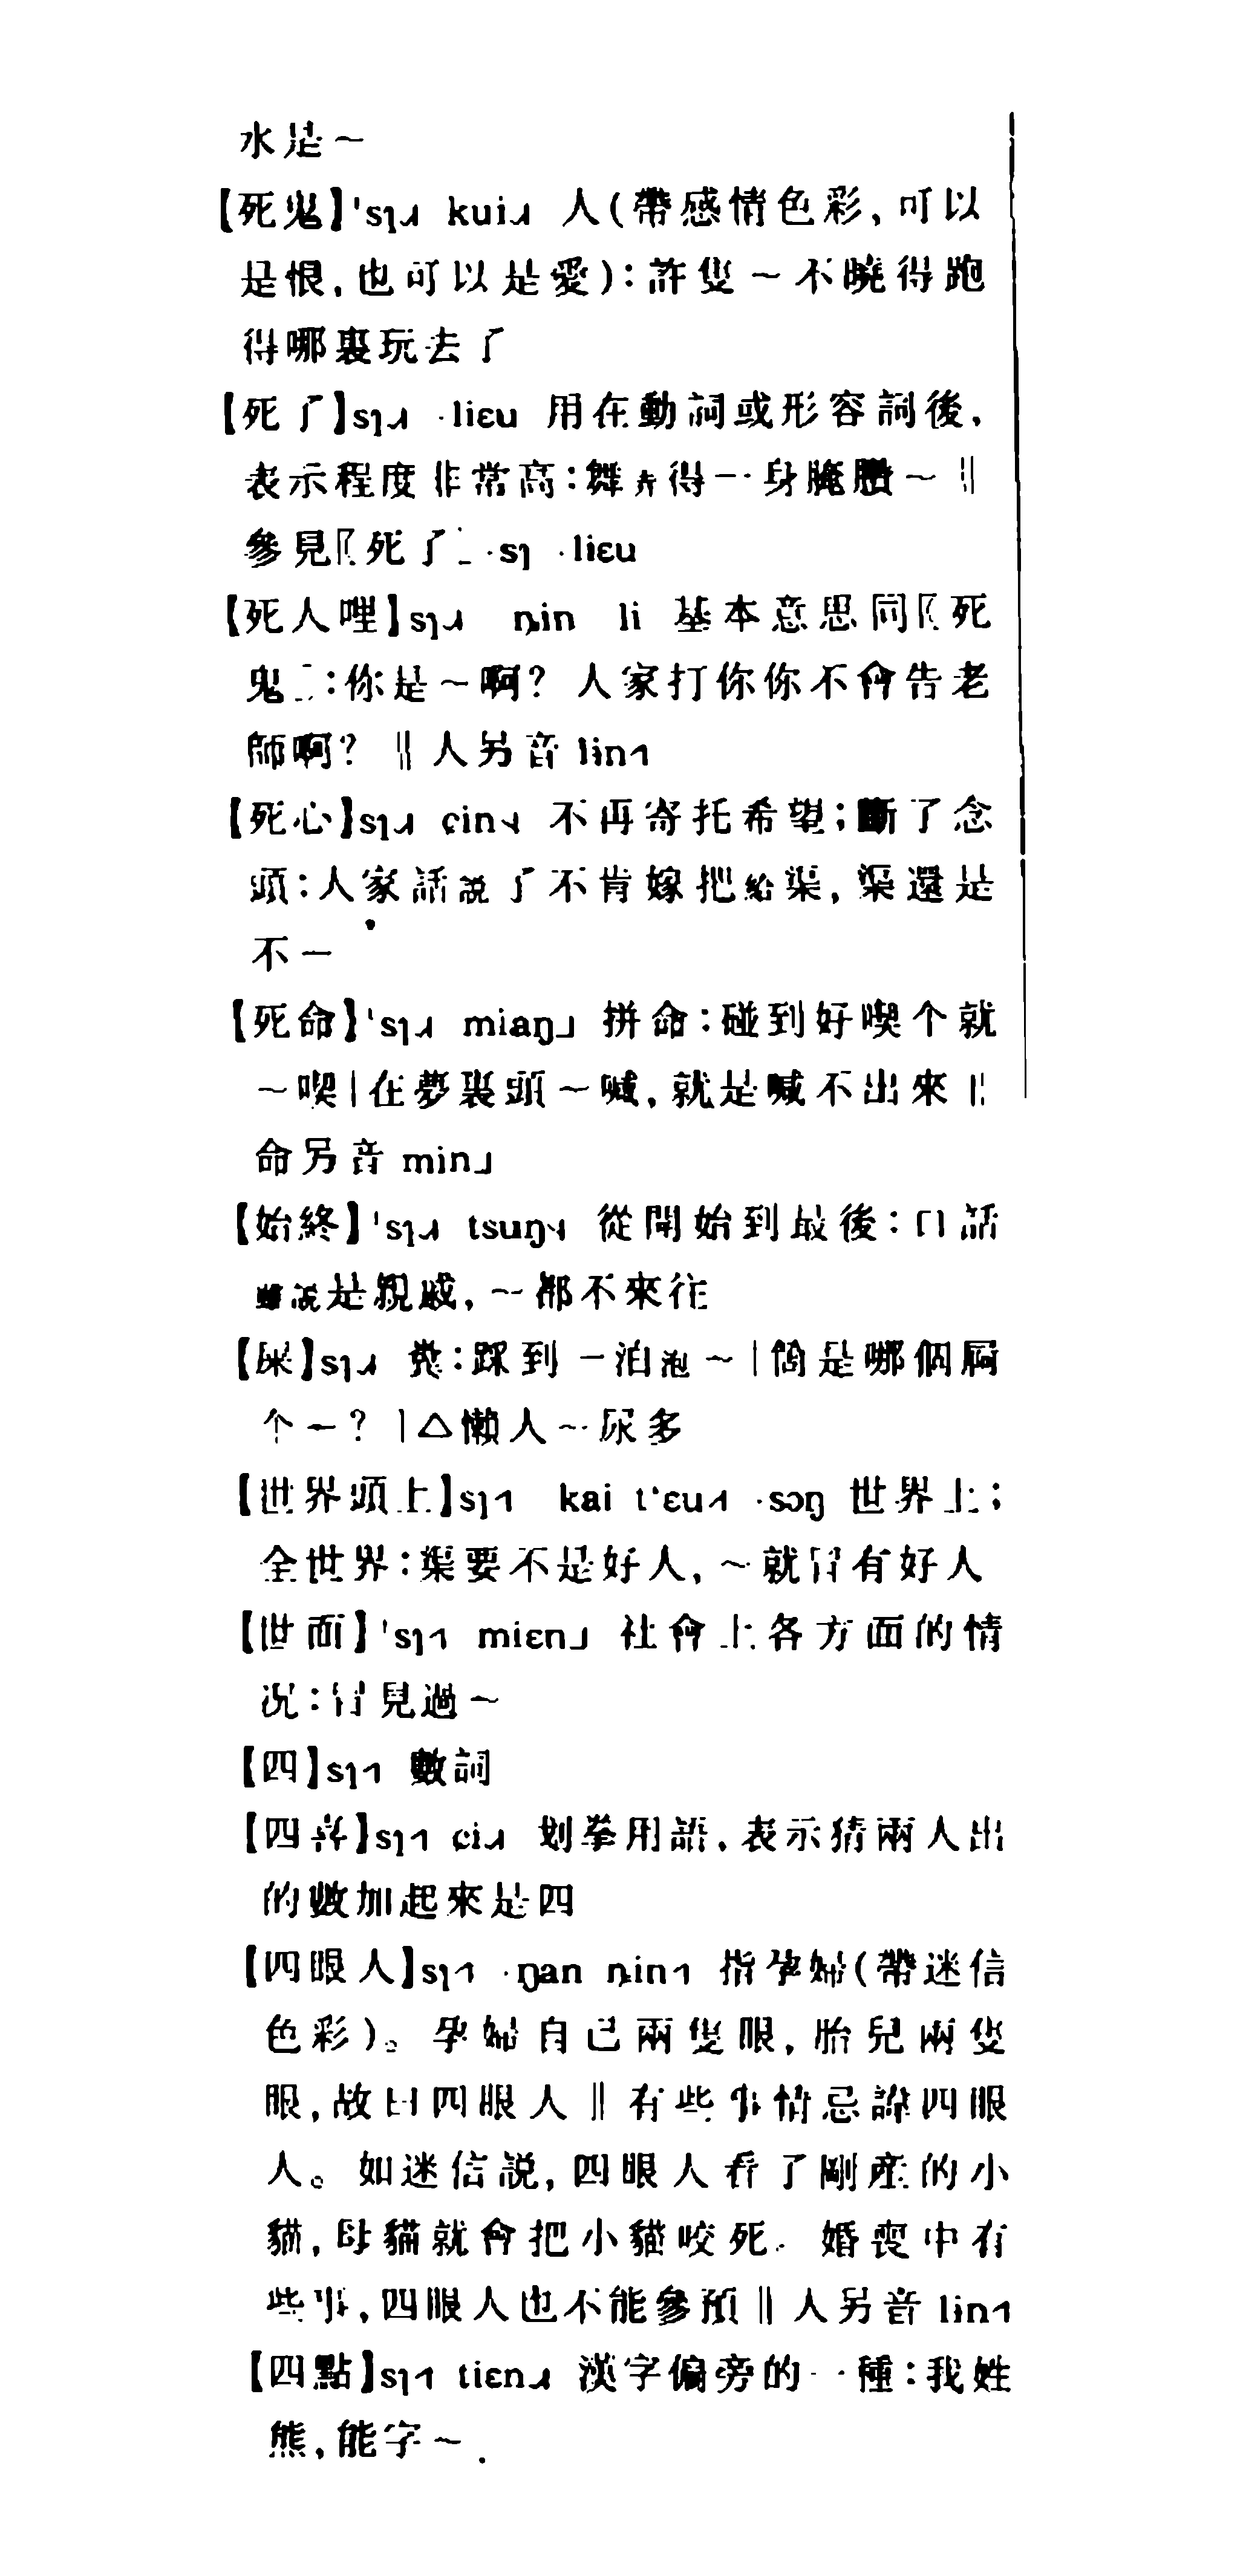 水是～
【死鬼】ˈsɿ˩˧ kui˩˧ 人(帶感情色彩,可以
是恨,也可以是愛):許隻～不曉得跑
得哪裏玩去了
【死了】sɿ˩˧ ·liɛu 用在動詞或形容詞後,
表示程度非常高:舞弄得一身腌臢～‖
參見〖死了〗·sɿ ·liɛu
【死人哩】sɿ˩˧ ȵin li 基本意思同〖死
鬼〗:你是～啊? 人家打你你不會告老
師啊? ‖人另音 lin˧˥
【死心】sɿ˩˧ ɕin˧˨ 不再寄托希望;斷了念
頭:人家話說了不肯嫁把給渠,渠還是
不～
【死命】ˈsɿ˩˧ miaŋ˩ 拼命:碰到好喫个就
～喫|在夢裏頭～喊,就是喊不出來‖
命另音 min˩
【始終】ˈsɿ˩˧ tsuŋ˧˨ 從開始到最後:口話
雖說是親戚,～都不來往
【屎】sɿ˩˧ 糞:踩到一泊泡～|箇是哪個屙
个～? |△懶人～尿多
【世界頭上】sɿ˧˥ kai tʻɛu˧˥ ·sɔŋ 世界上;
全世界:渠要不是好人,～就冇有好人
【世面】ˈsɿ˧˥ miɛn˩ 社會上各方面的情
况:冇見過～
【四】sɿ˧˥ 數詞
【四喜】sɿ˧˥ ɕi˩˧ 划拳用語,表示猜兩人出
的數加起來是四
【四眼人】sɿ˧˥ ·ŋan ȵin˧˥ 指孕婦(帶迷信
色彩)。孕婦自己兩隻眼,胎兒兩隻
眼,故曰四眼人‖有些事情忌諱四眼
人。如迷信説,四眼人看了剛産的小
貓,母貓就會把小貓咬死。婚喪中有
些事,四眼人也不能參預‖人另音 lin˧˥
【四點】sɿ˧˥ tiɛn˩˧ 漢字偏旁的一種:我姓
熊,能字～.